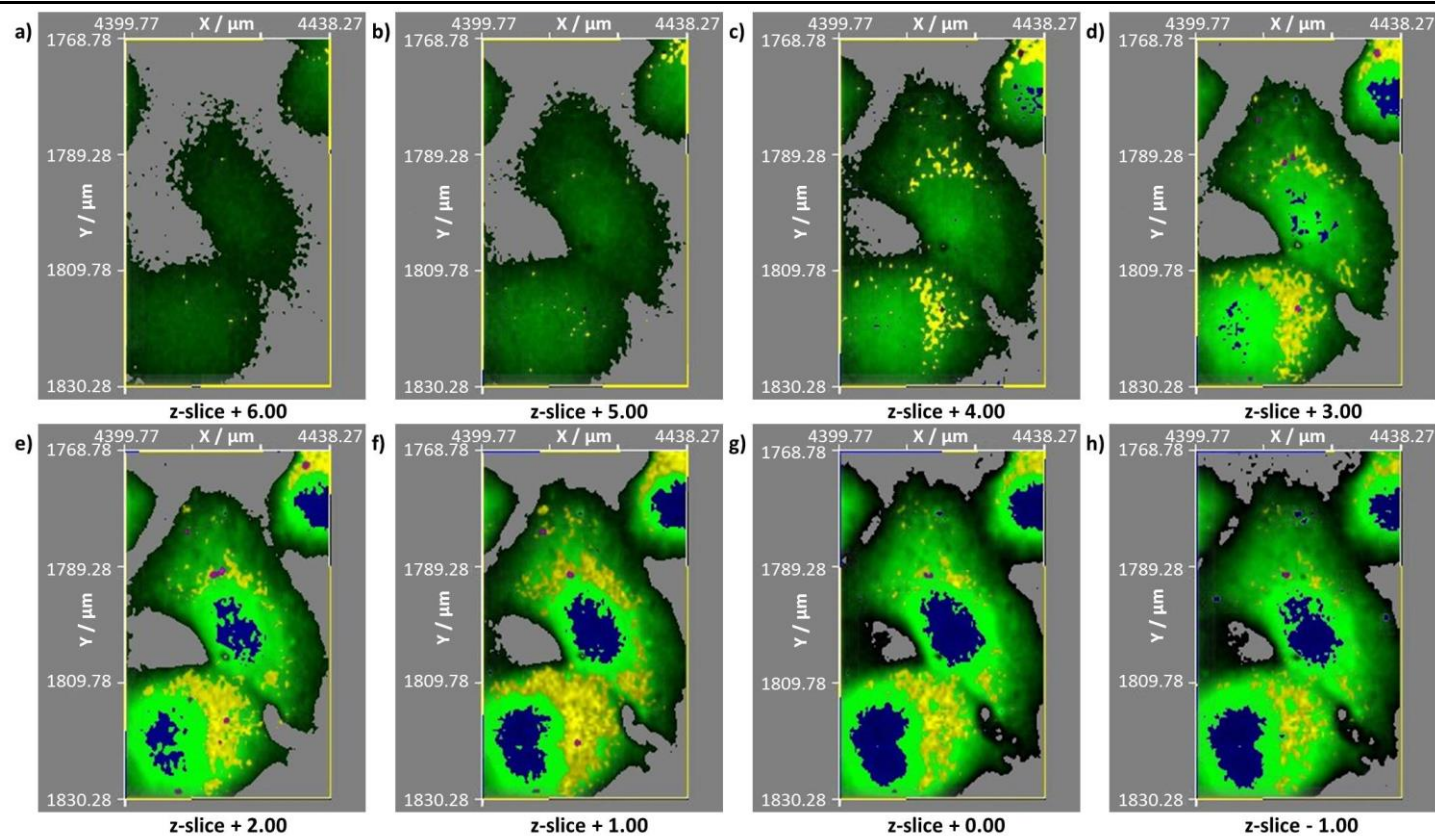 a) 4399.77 X / µm 4438.27
1768.78
1789.28
Y / µm
1809.78
1830.28
z-slice + 6.00
b) 4399.77 X / µm 4438.27
1768.78
1789.28
Y / µm
1809.78
1830.28
z-slice + 5.00
c) 4399.77 X / µm 4438.27
1768.78
1789.28
Y / µm
1809.78
1830.28
z-slice + 4.00
d) 4399.77 X / µm 4438.27
1768.78
1789.28
Y / µm
1809.78
1830.28
z-slice + 3.00
e) 4399.77 X / µm 4438.27
1768.78
1789.28
Y / µm
1809.78
1830.28
z-slice + 2.00
f) 4399.77 X / µm 4438.27
1768.78
1789.28
Y / µm
1809.78
1830.28
z-slice + 1.00
g) 4399.77 X / µm 4438.27
1768.78
1789.28
Y / µm
1809.78
1830.28
z-slice + 0.00
h) 4399.77 X / µm 4438.27
1768.78
1789.28
Y / µm
1809.78
1830.28
z-slice - 1.00